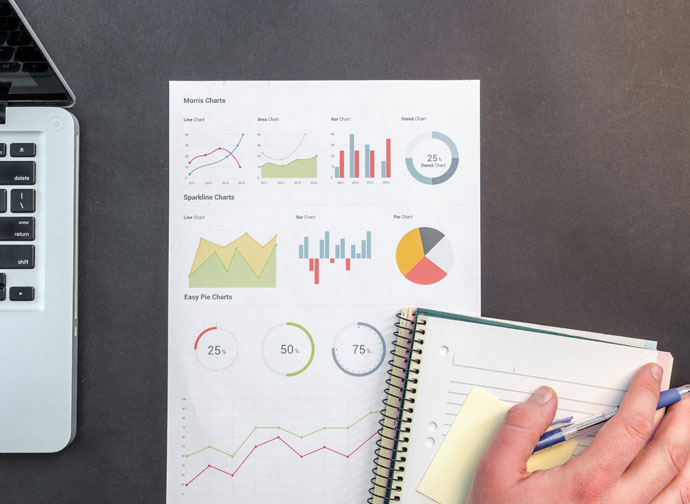 Morris Charts
Line Chart
Area Chart
Bar Chart
Donut Chart
25%
Donut Chart
Sparkline Charts
Line Chart
Bar Chart
Pie Chart
Easy Pie Charts
25%
50%
75%
delete
enter
return
shift